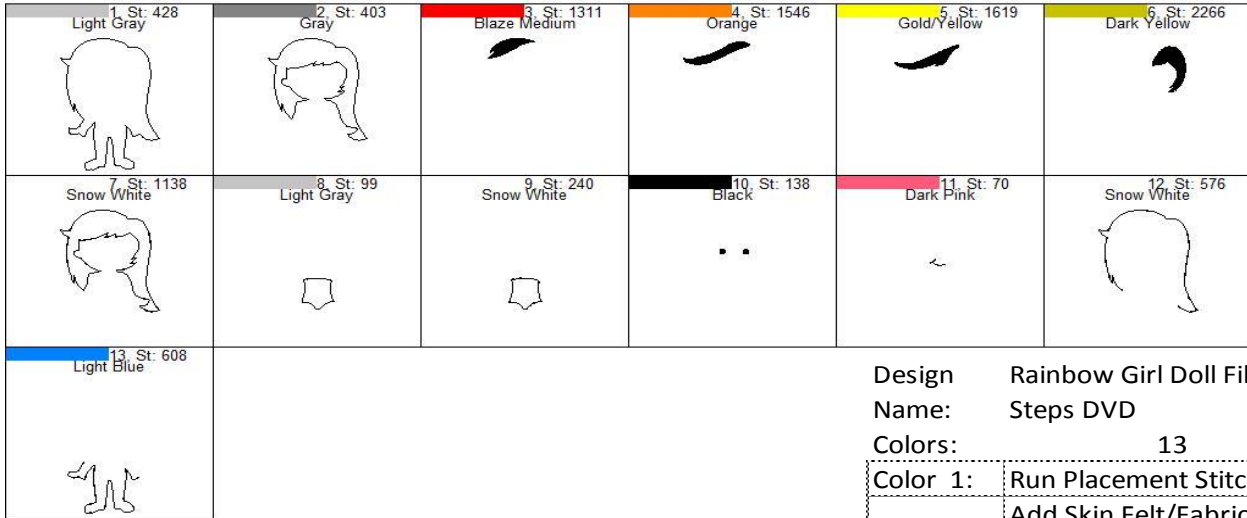 1, St: 428
Light Gray
2, St: 403
Gray
3, St: 1311
Blaze Medium
4, St: 1546
Orange
5, St: 1619
Gold/Yellow
6, St: 2266
Dark Yellow
7, St: 1138
Snow White
8, St: 99
Light Gray
9, St: 240
Snow White
10, St: 138
Black
11, St: 70
Dark Pink
12, St: 576
Snow White
13, St: 608
Light Blue
Design Rainbow Girl Doll
Name: Steps DVD
Colors: 13
Color 1: Run Placement
Add Skin Felt/Fabric